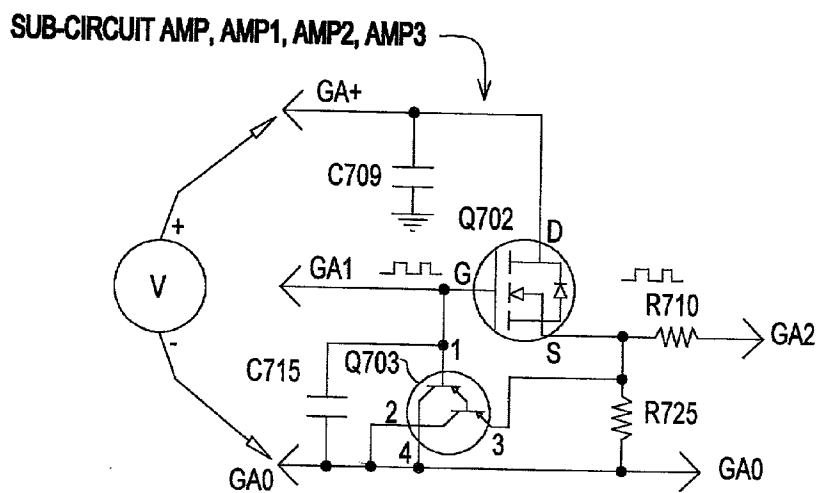 SUB-CIRCUIT AMP, AMP1, AMP2, AMP3
GA+
C709
Q702
D
+
V
-
GA1
G
R710
GA2
S
1
Q703
C715
2
3
4
R725
GA0
GA0